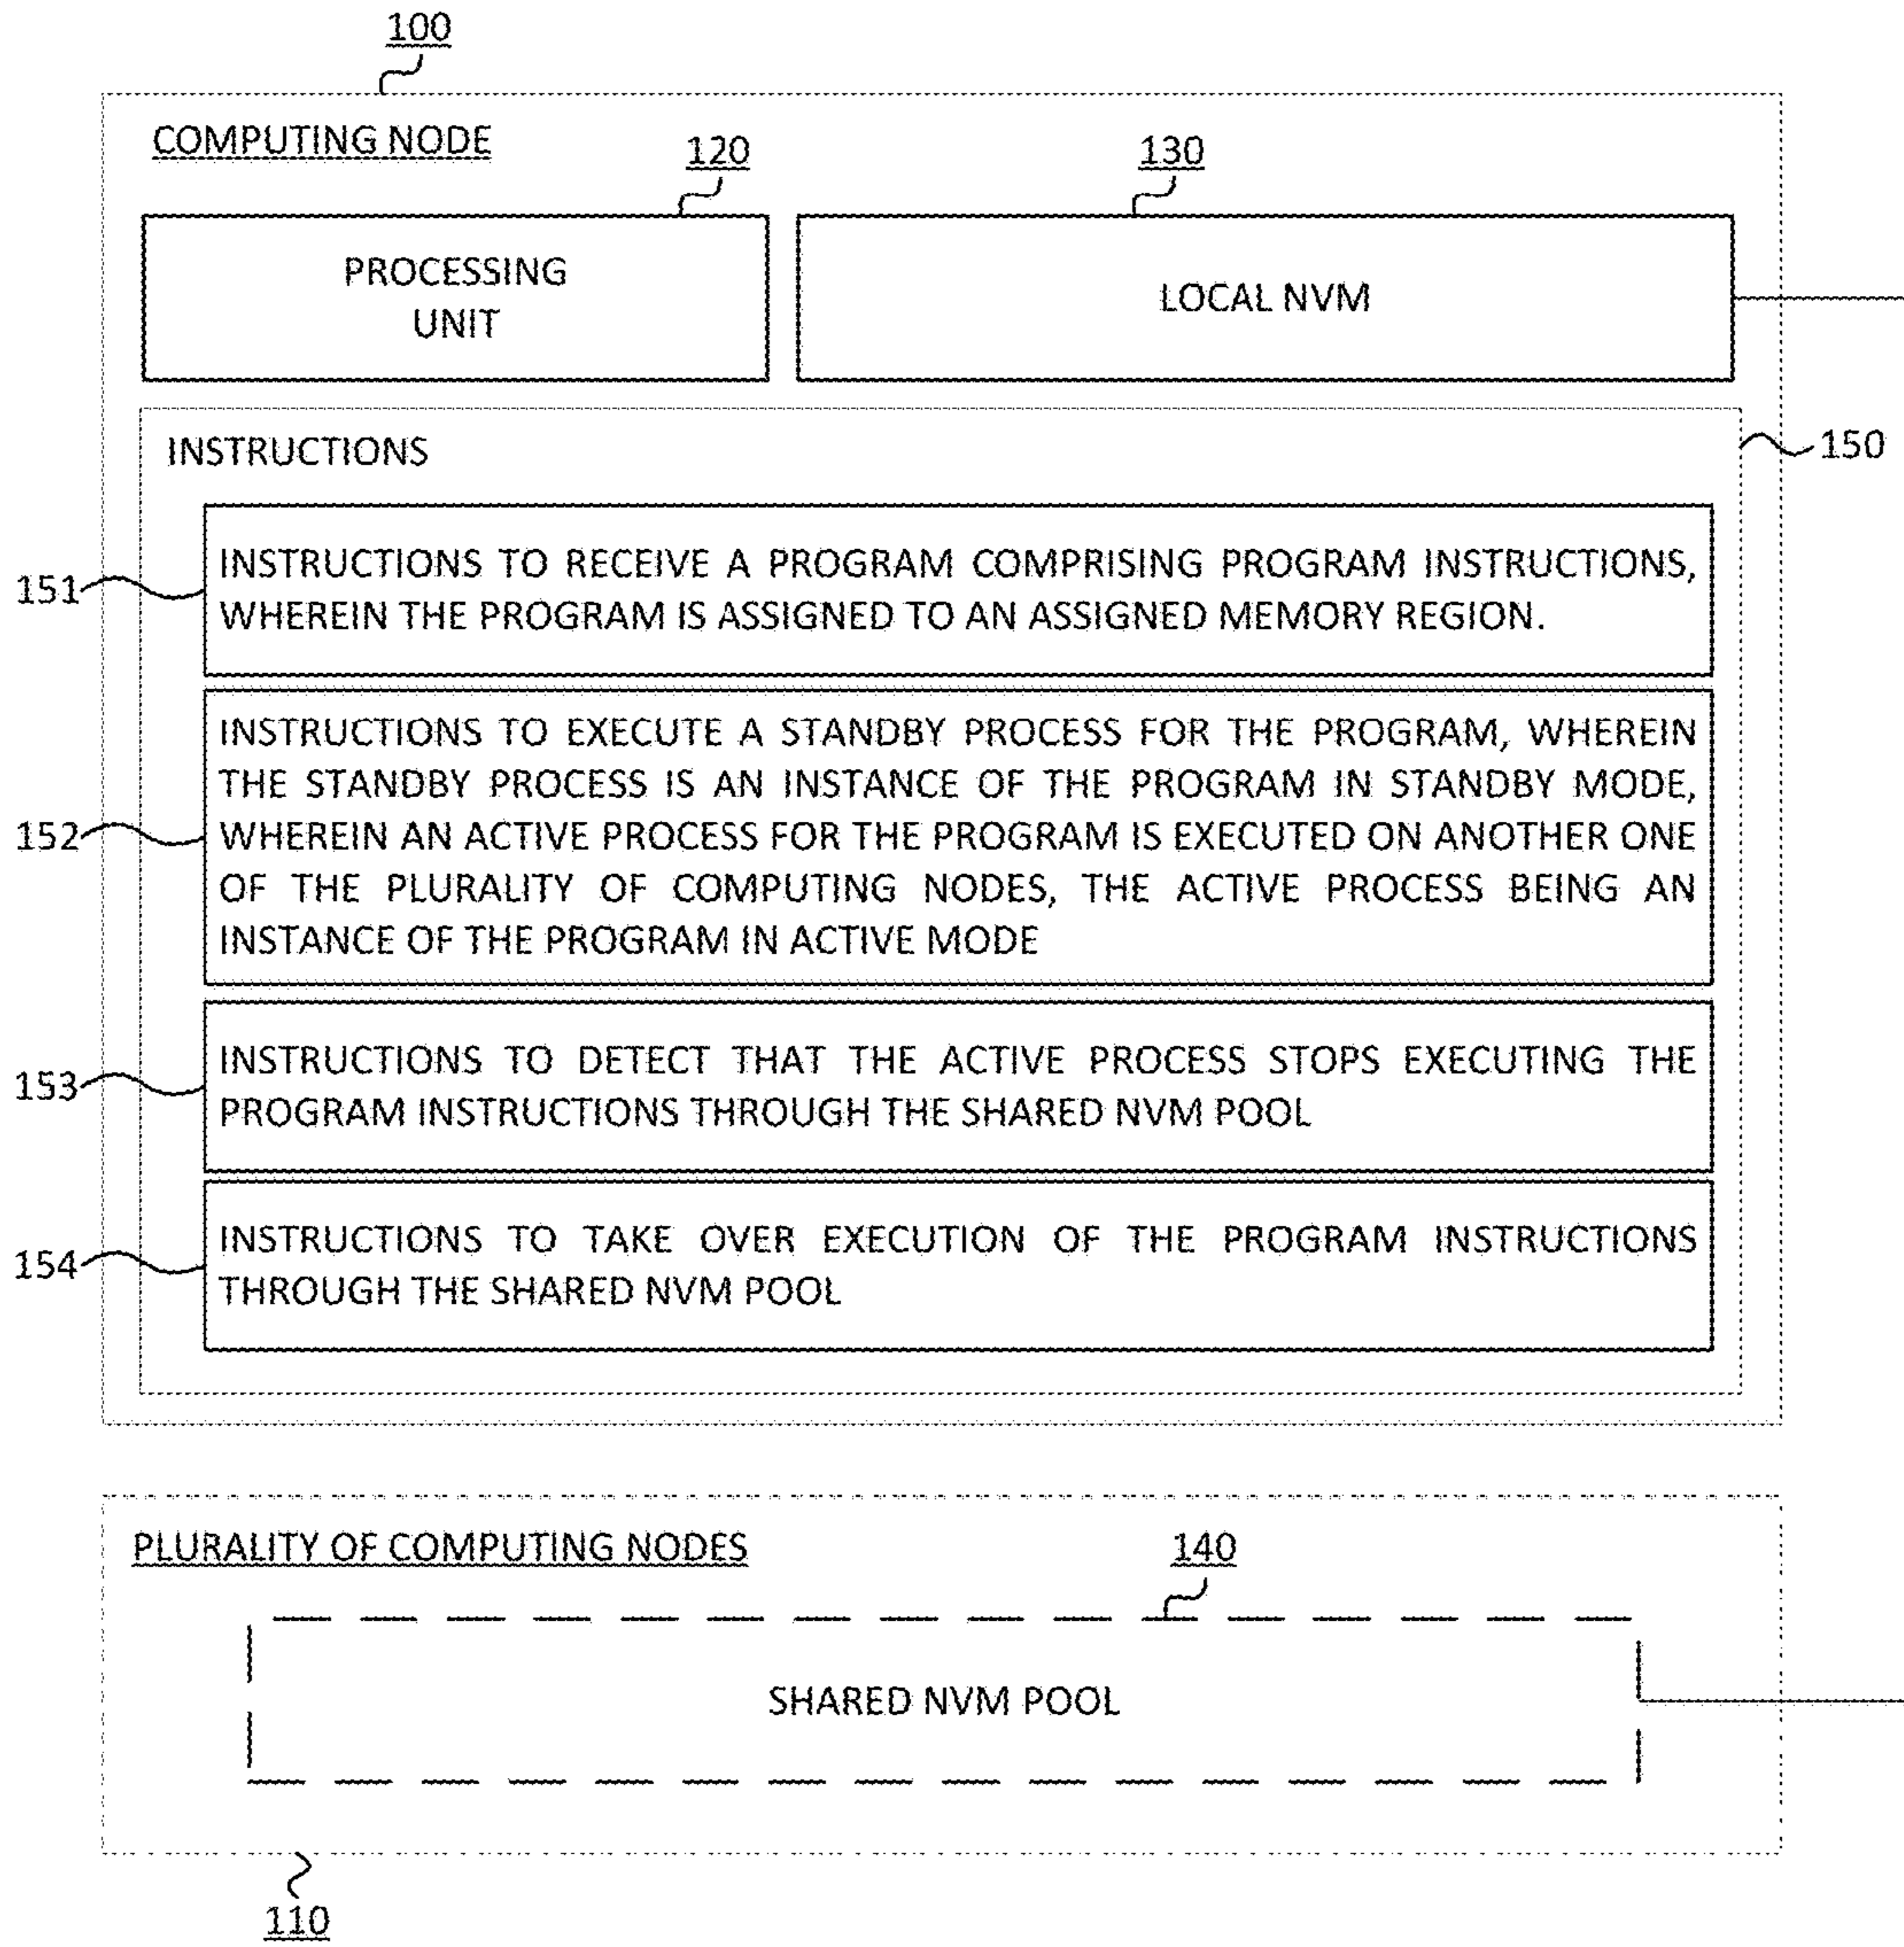 100
COMPUTING NODE
120
130
PROCESSING
UNIT
LOCAL NVM
INSTRUCTIONS
150
151
INSTRUCTIONS TO RECEIVE A PROGRAM COMPRISING PROGRAM INSTRUCTIONS,
WHEREIN THE PROGRAM IS ASSIGNED TO AN ASSIGNED MEMORY REGION.
152
INSTRUCTIONS TO EXECUTE A STANDBY PROCESS FOR THE PROGRAM, WHEREIN
THE STANDBY PROCESS IS AN INSTANCE OF THE PROGRAM IN STANDBY MODE,
WHEREIN AN ACTIVE PROCESS FOR THE PROGRAM IS EXECUTED ON ANOTHER ONE
OF THE PLURALITY OF COMPUTING NODES, THE ACTIVE PROCESS BEING AN
INSTANCE OF THE PROGRAM IN ACTIVE MODE
153
INSTRUCTIONS TO DETECT THAT THE ACTIVE PROCESS STOPS EXECUTING THE
PROGRAM INSTRUCTIONS THROUGH THE SHARED NVM POOL
154
INSTRUCTIONS TO TAKE OVER EXECUTION OF THE PROGRAM INSTRUCTIONS
THROUGH THE SHARED NVM POOL
PLURALITY OF COMPUTING NODES
140
SHARED NVM POOL
110